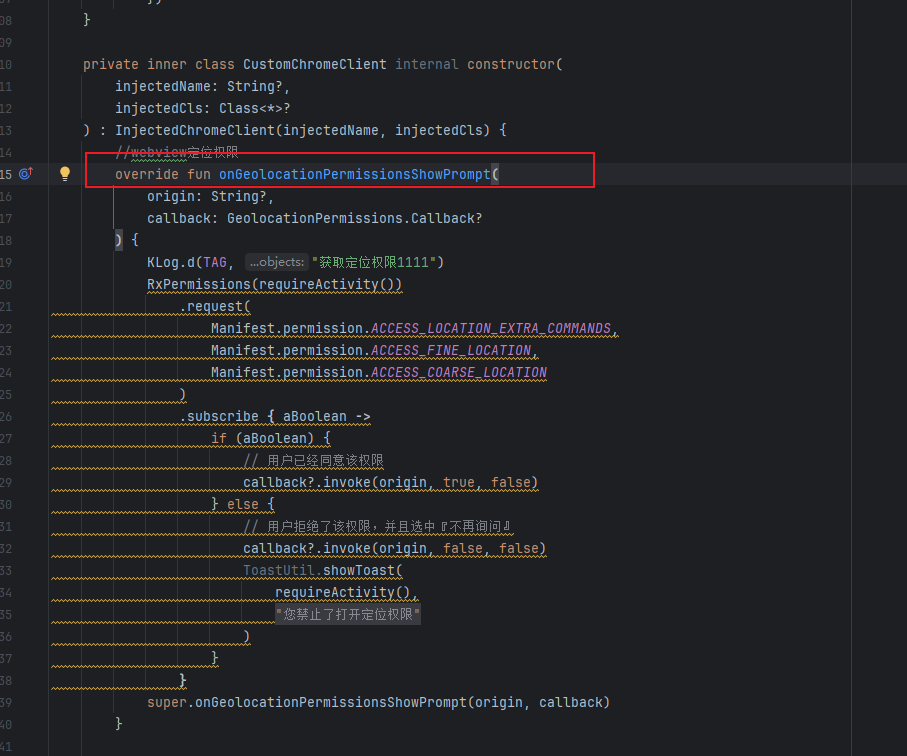 })
08 }
09
10 private inner class CustomChromeClient internal constructor(
11 injectedName: String?,
12 injectedCls: Class<*>?
13 ) : InjectedChromeClient(injectedName, injectedCls) {
14 //webview定位权限
15 override fun onGeolocationPermissionsShowPrompt(
16 origin: String?,
17 callback: GeolocationPermissions.Callback?
18 ) {
19 KLog.d(TAG, ...objects: "获取定位权限1111")
20 RxPermissions(requireActivity())
21 .request(
22 Manifest.permission.ACCESS_LOCATION_EXTRA_COMMANDS,
23 Manifest.permission.ACCESS_FINE_LOCATION,
24 Manifest.permission.ACCESS_COARSE_LOCATION
25 )
26 .subscribe { aBoolean ->
27 if (aBoolean) {
28 // 用户已经同意该权限
29 callback?.invoke(origin, true, false)
30 } else {
31 // 用户拒绝了该权限，并且选中『不再询问』
32 callback?.invoke(origin, false, false)
33 ToastUtil.showToast(
34 requireActivity(),
35 "您禁止了打开定位权限"
36 )
37 }
38 }
39 super.onGeolocationPermissionsShowPrompt(origin, callback)
40 }
41